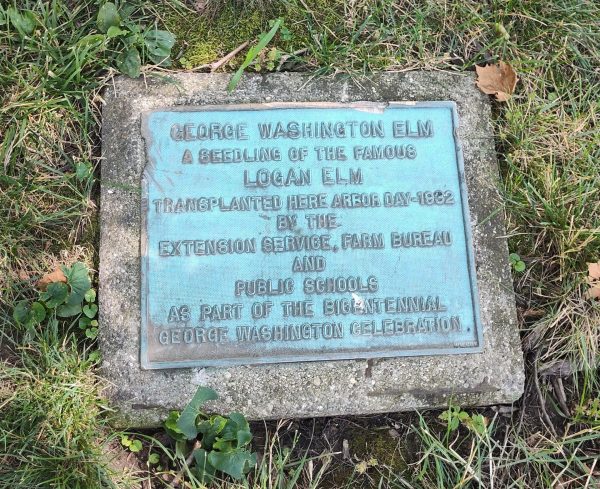 GEORGE WASHINGTON ELM
A SEEDLING OF THE FAMOUS
LOGAN ELM
TRANSPLANTED HERE ARBOR DAY-1932
BY THE
EXTENSION SERVICE, FARM BUREAU
AND
PUBLIC SCHOOLS
AS PART OF THE BICENTENNIAL
GEORGE WASHINGTON CELEBRATION.